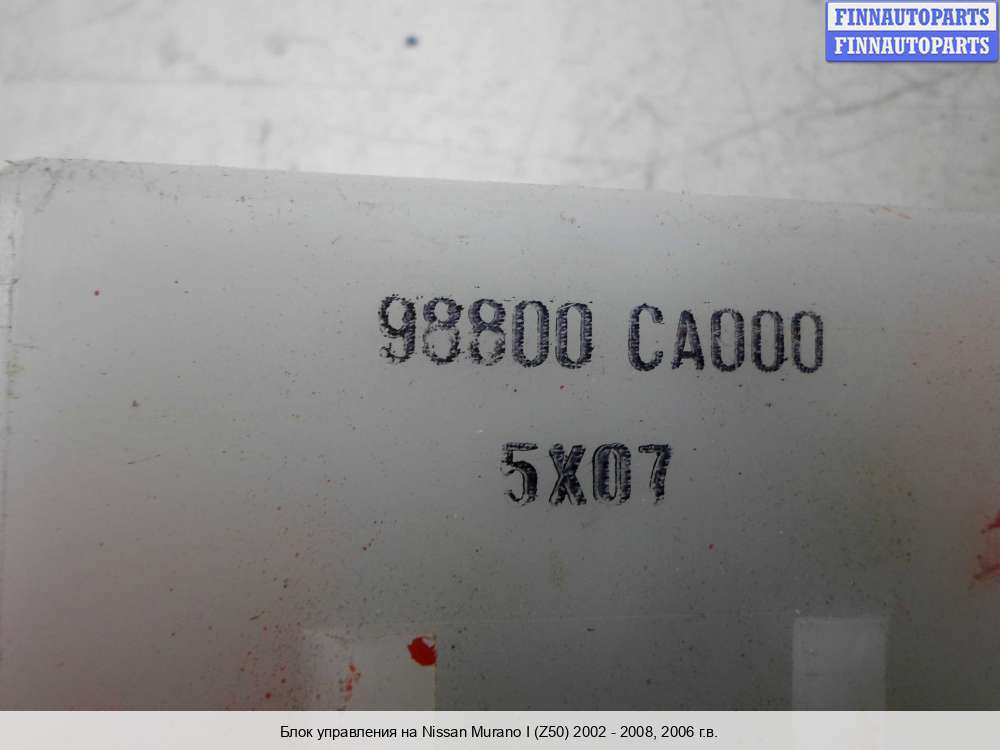 FINNAUTOPARTS
FINNAUTOPARTS
98800 CA000
5X07
Блок управления на Nissan Murano I (Z50) 2002 - 2008, 2006 г.в.